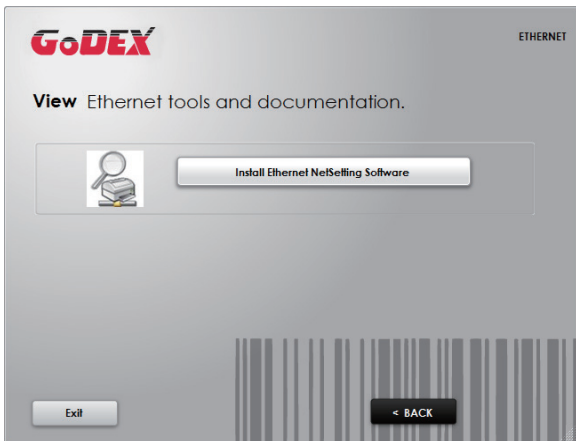 GODEX
ETHERNET
View Ethernet tools and documentation.
Install Ethernet NetSetting Software
Exit
< BACK